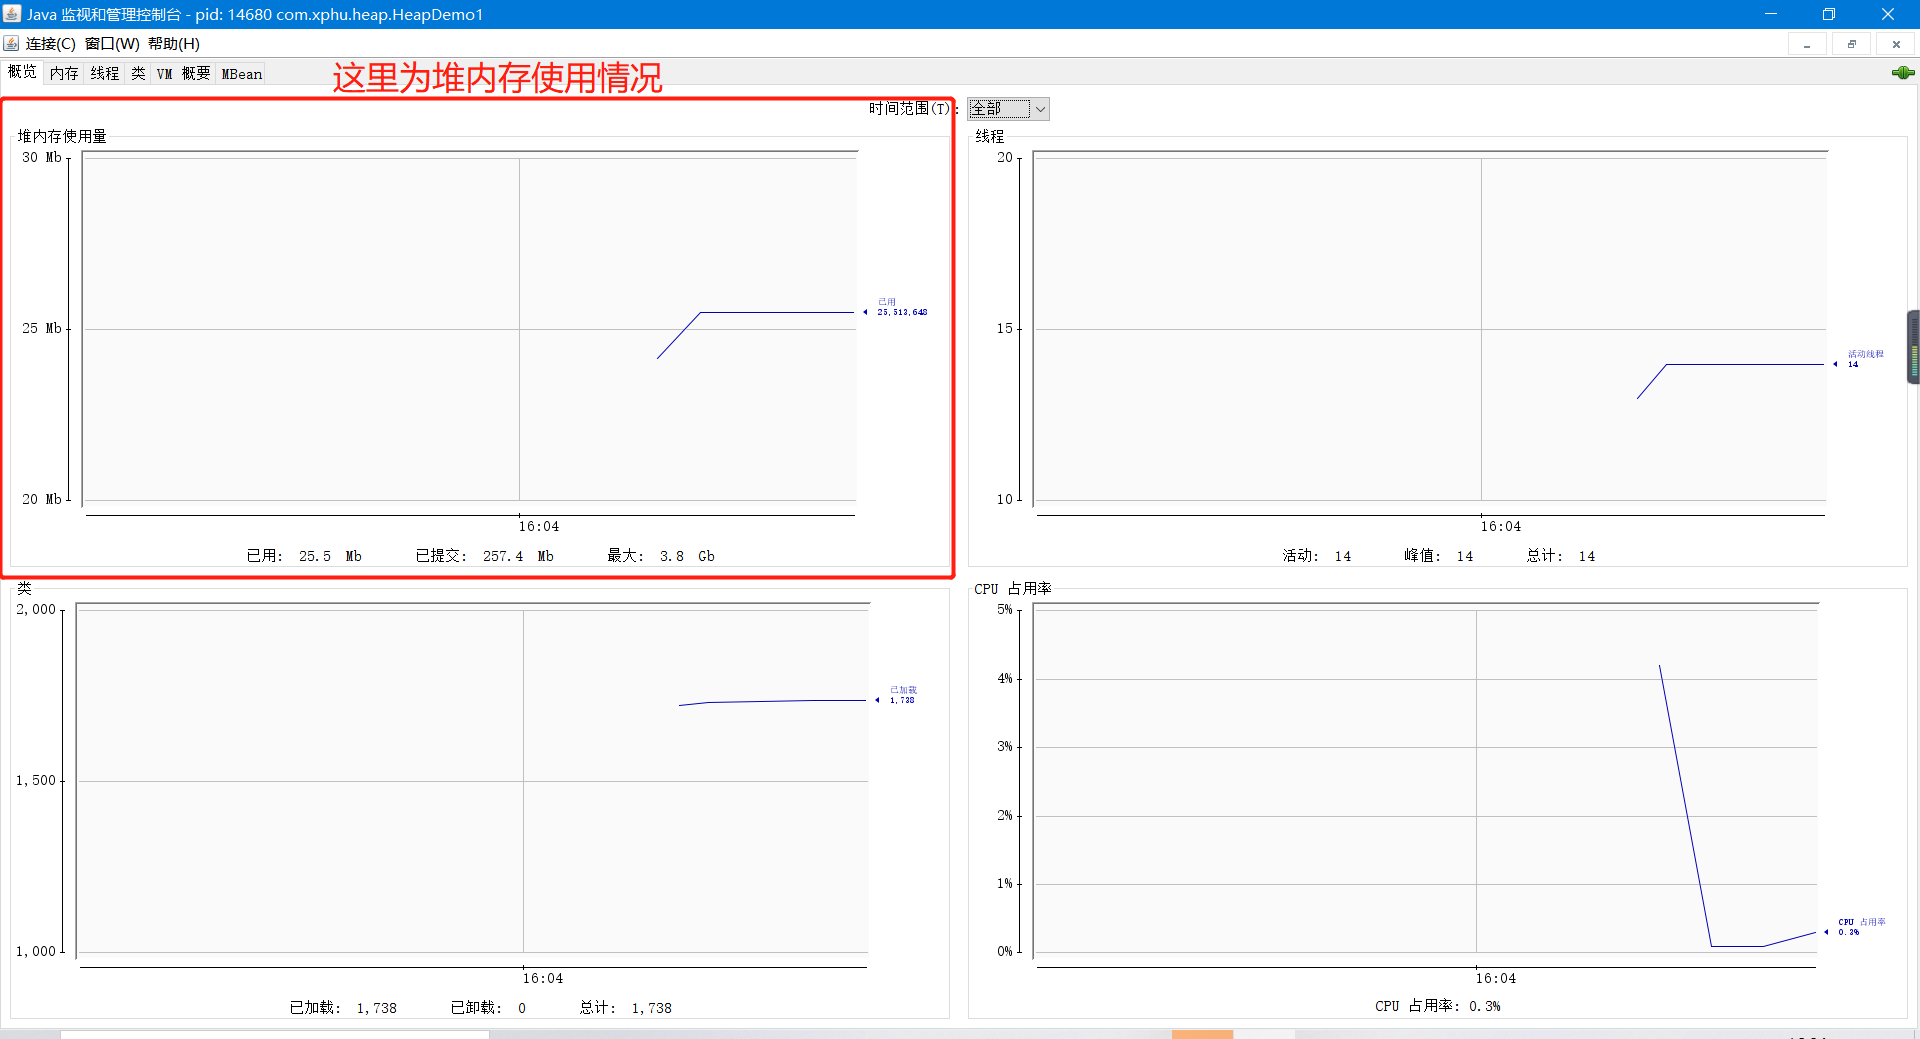 Java 监视和管理控制台 - pid: 14680 com.xphu.heap.HeapDemo1
连接(C) 窗口(W) 帮助(H)
概览 内存 线程 类 VM 概要 MBean
这里为堆内存使用情况
时间范围(T): 全部
堆内存使用量
30 Mb
25 Mb
20 Mb
已用
25,513,648
16:04
已用: 25.5 Mb 已提交: 257.4 Mb 最大: 3.8 Gb
线程
20
15
10
活动线程
14
16:04
活动: 14 峰值: 14 总计: 14
类
2,000
1,500
1,000
已加载
1,738
16:04
已加载: 1,738 已卸载: 0 总计: 1,738
CPU 占用率
5%
4%
3%
2%
1%
0%
CPU 占用率
0.3%
16:04
CPU 占用率: 0.3%